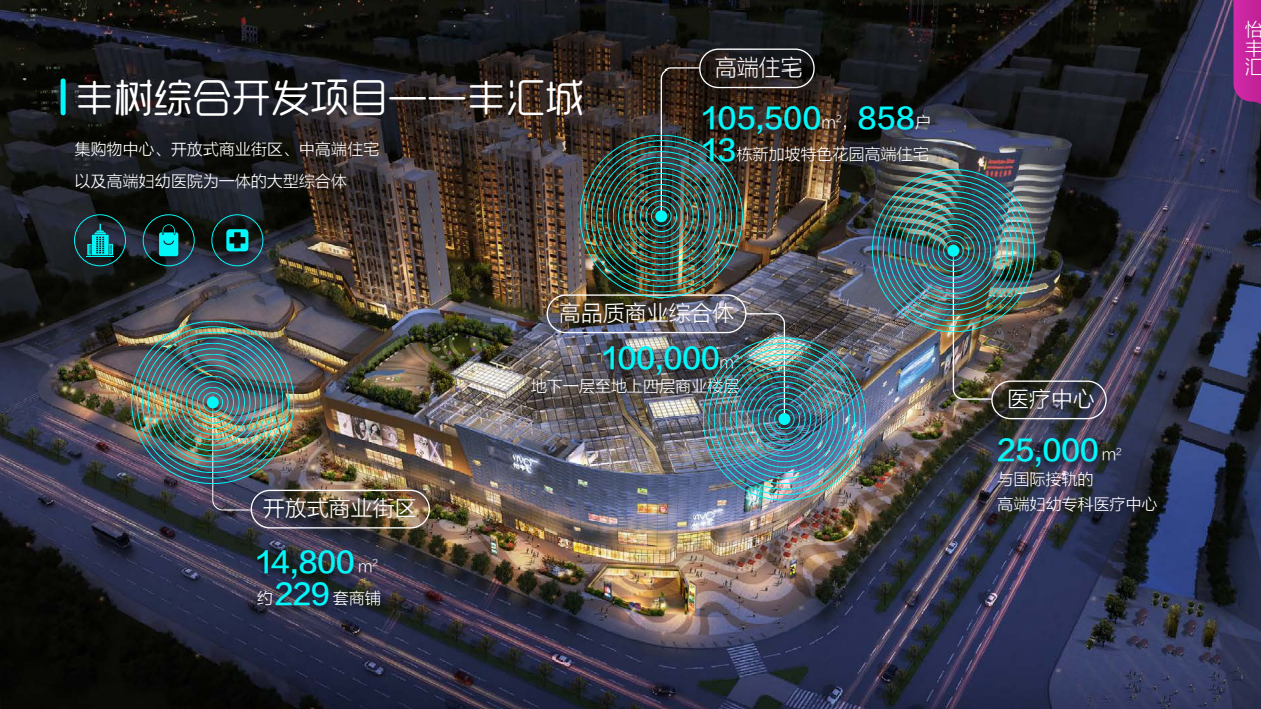 丰树综合开发项目——丰汇城
集购物中心、开放式商业街区、中高端住宅
以及高端妇幼医院为一体的大型综合体
怡丰汇
高端住宅
105,500m², 858户
13栋新加坡特色花园高端住宅
高品质商业综合体
100,000m²
地下一层至地上四层商业楼层
医疗中心
25,000 m²
与国际接轨的
高端妇幼专科医疗中心
开放式商业街区
14,800 m²
约229套商铺